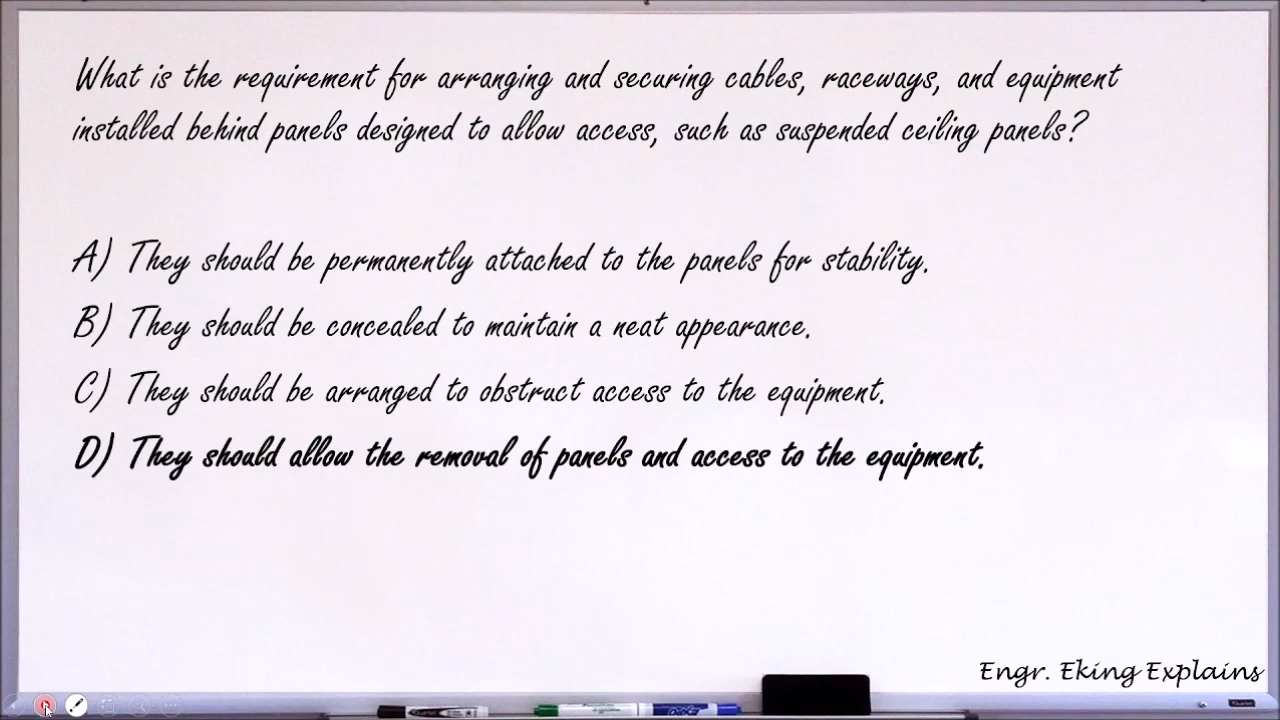 What is the requirement for arranging and securing cables, raceways, and equipment
installed behind panels designed to allow access, such as suspended ceiling panels?
A) They should be permanently attached to the panels for stability.
B) They should be concealed to maintain a neat appearance.
C) They should be arranged to obstruct access to the equipment.
D) They should allow the removal of panels and access to the equipment.
Engr. Eking Explains